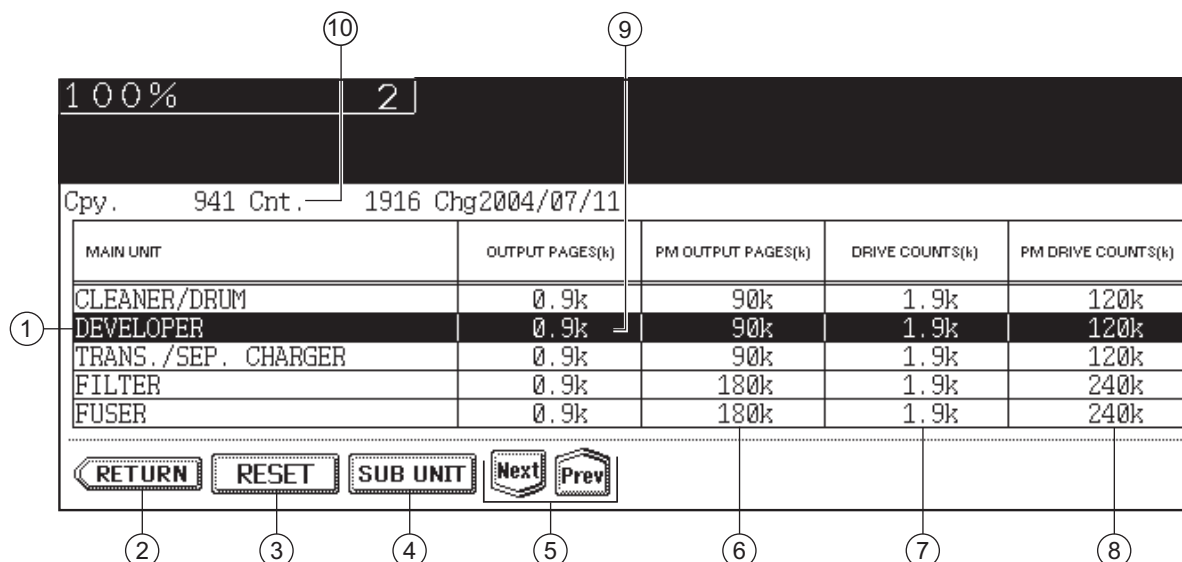 10 9
100% 2
Cpy. 941 Cnt. 1916 Chg2004/07/11
MAIN UNIT OUTPUT PAGES(k) PM OUTPUT PAGES(k) DRIVE COUNTS(k) PM DRIVE COUNTS(k)
CLEANER/DRUM 0.9k 90k 1.9k 120k
1 DEVELOPER 0.9k 90k 1.9k 120k
TRANS./SEP. CHARGER 0.9k 90k 1.9k 120k
FILTER 0.9k 180k 1.9k 240k
FUSER 0.9k 180k 1.9k 240k
RETURN RESET SUB UNIT Next Prev
2 3 4 5 6 7 8